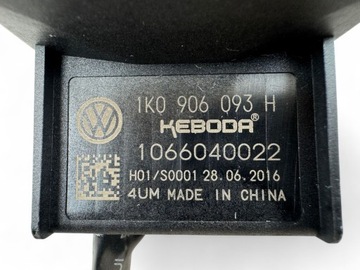 1K0 906 093 H
KEBODA®
1066040022
H01/S0001 28.06.2016
4UM MADE IN CHINA